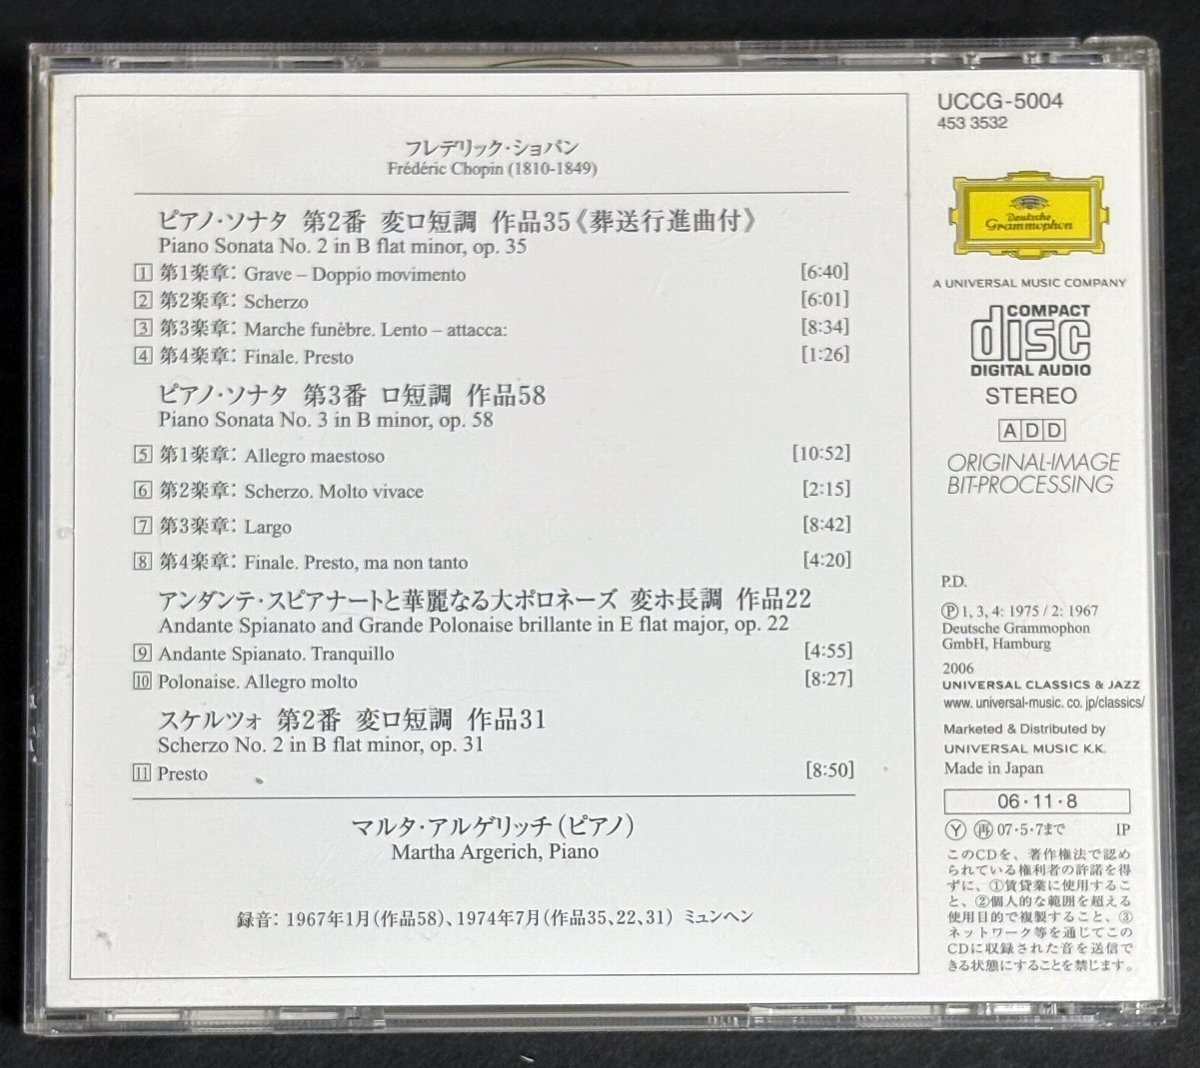 フレデリック・ショパン
Frédéric Chopin (1810-1849)
ピアノ・ソナタ 第2番 変ロ短調 作品35《葬送行進曲付》
Piano Sonata No. 2 in B flat minor, op. 35
1 第1楽章: Grave – Doppio movimento [6:40]
2 第2楽章: Scherzo [6:01]
3 第3楽章: Marche funèbre. Lento – attacca: [8:34]
4 第4楽章: Finale. Presto [1:26]
ピアノ・ソナタ 第3番 ロ短調 作品58
Piano Sonata No. 3 in B minor, op. 58
5 第1楽章: Allegro maestoso [10:52]
6 第2楽章: Scherzo. Molto vivace [2:15]
7 第3楽章: Largo [8:42]
8 第4楽章: Finale. Presto, ma non tanto [4:20]
アンダンテ・スピアナートと華麗なる大ポロネーズ 変ホ長調 作品22
Andante Spianato and Grande Polonaise brillante in E flat major, op. 22
9 Andante Spianato. Tranquillo [4:55]
10 Polonaise. Allegro molto [8:27]
スケルツォ 第2番 変ロ短調 作品31
Scherzo No. 2 in B flat minor, op. 31
11 Presto [8:50]
マルタ・アルゲリッチ(ピアノ)
Martha Argerich, Piano
録音: 1967年1月(作品58)、1974年7月(作品35、22、31) ミュンヘン
UCCG-5004
453 3532
Deutsche
Grammophon
A UNIVERSAL MUSIC COMPANY
COMPACT
disc
DIGITAL AUDIO
STEREO
ADD
ORIGINAL-IMAGE
BIT-PROCESSING
P.D.
Ⓟ 1, 3, 4: 1975 / 2: 1967
Deutsche Grammophon
GmbH, Hamburg
2006
UNIVERSAL CLASSICS & JAZZ
www. universal-music. co. jp/classics/
Marketed & Distributed by
UNIVERSAL MUSIC K.K.
Made in Japan
06・11・8
Ⓨ ㊢ 07・5・7まで IP
このCDを、著作権法で認め
られている権利者の許諾を得
ずに、①賃貸業に使用するこ
と、②個人的な範囲を超える
使用目的で複製すること、③
ネットワーク等を通じてこの
CDに収録された音を送信で
きる状態にすることを禁じます。